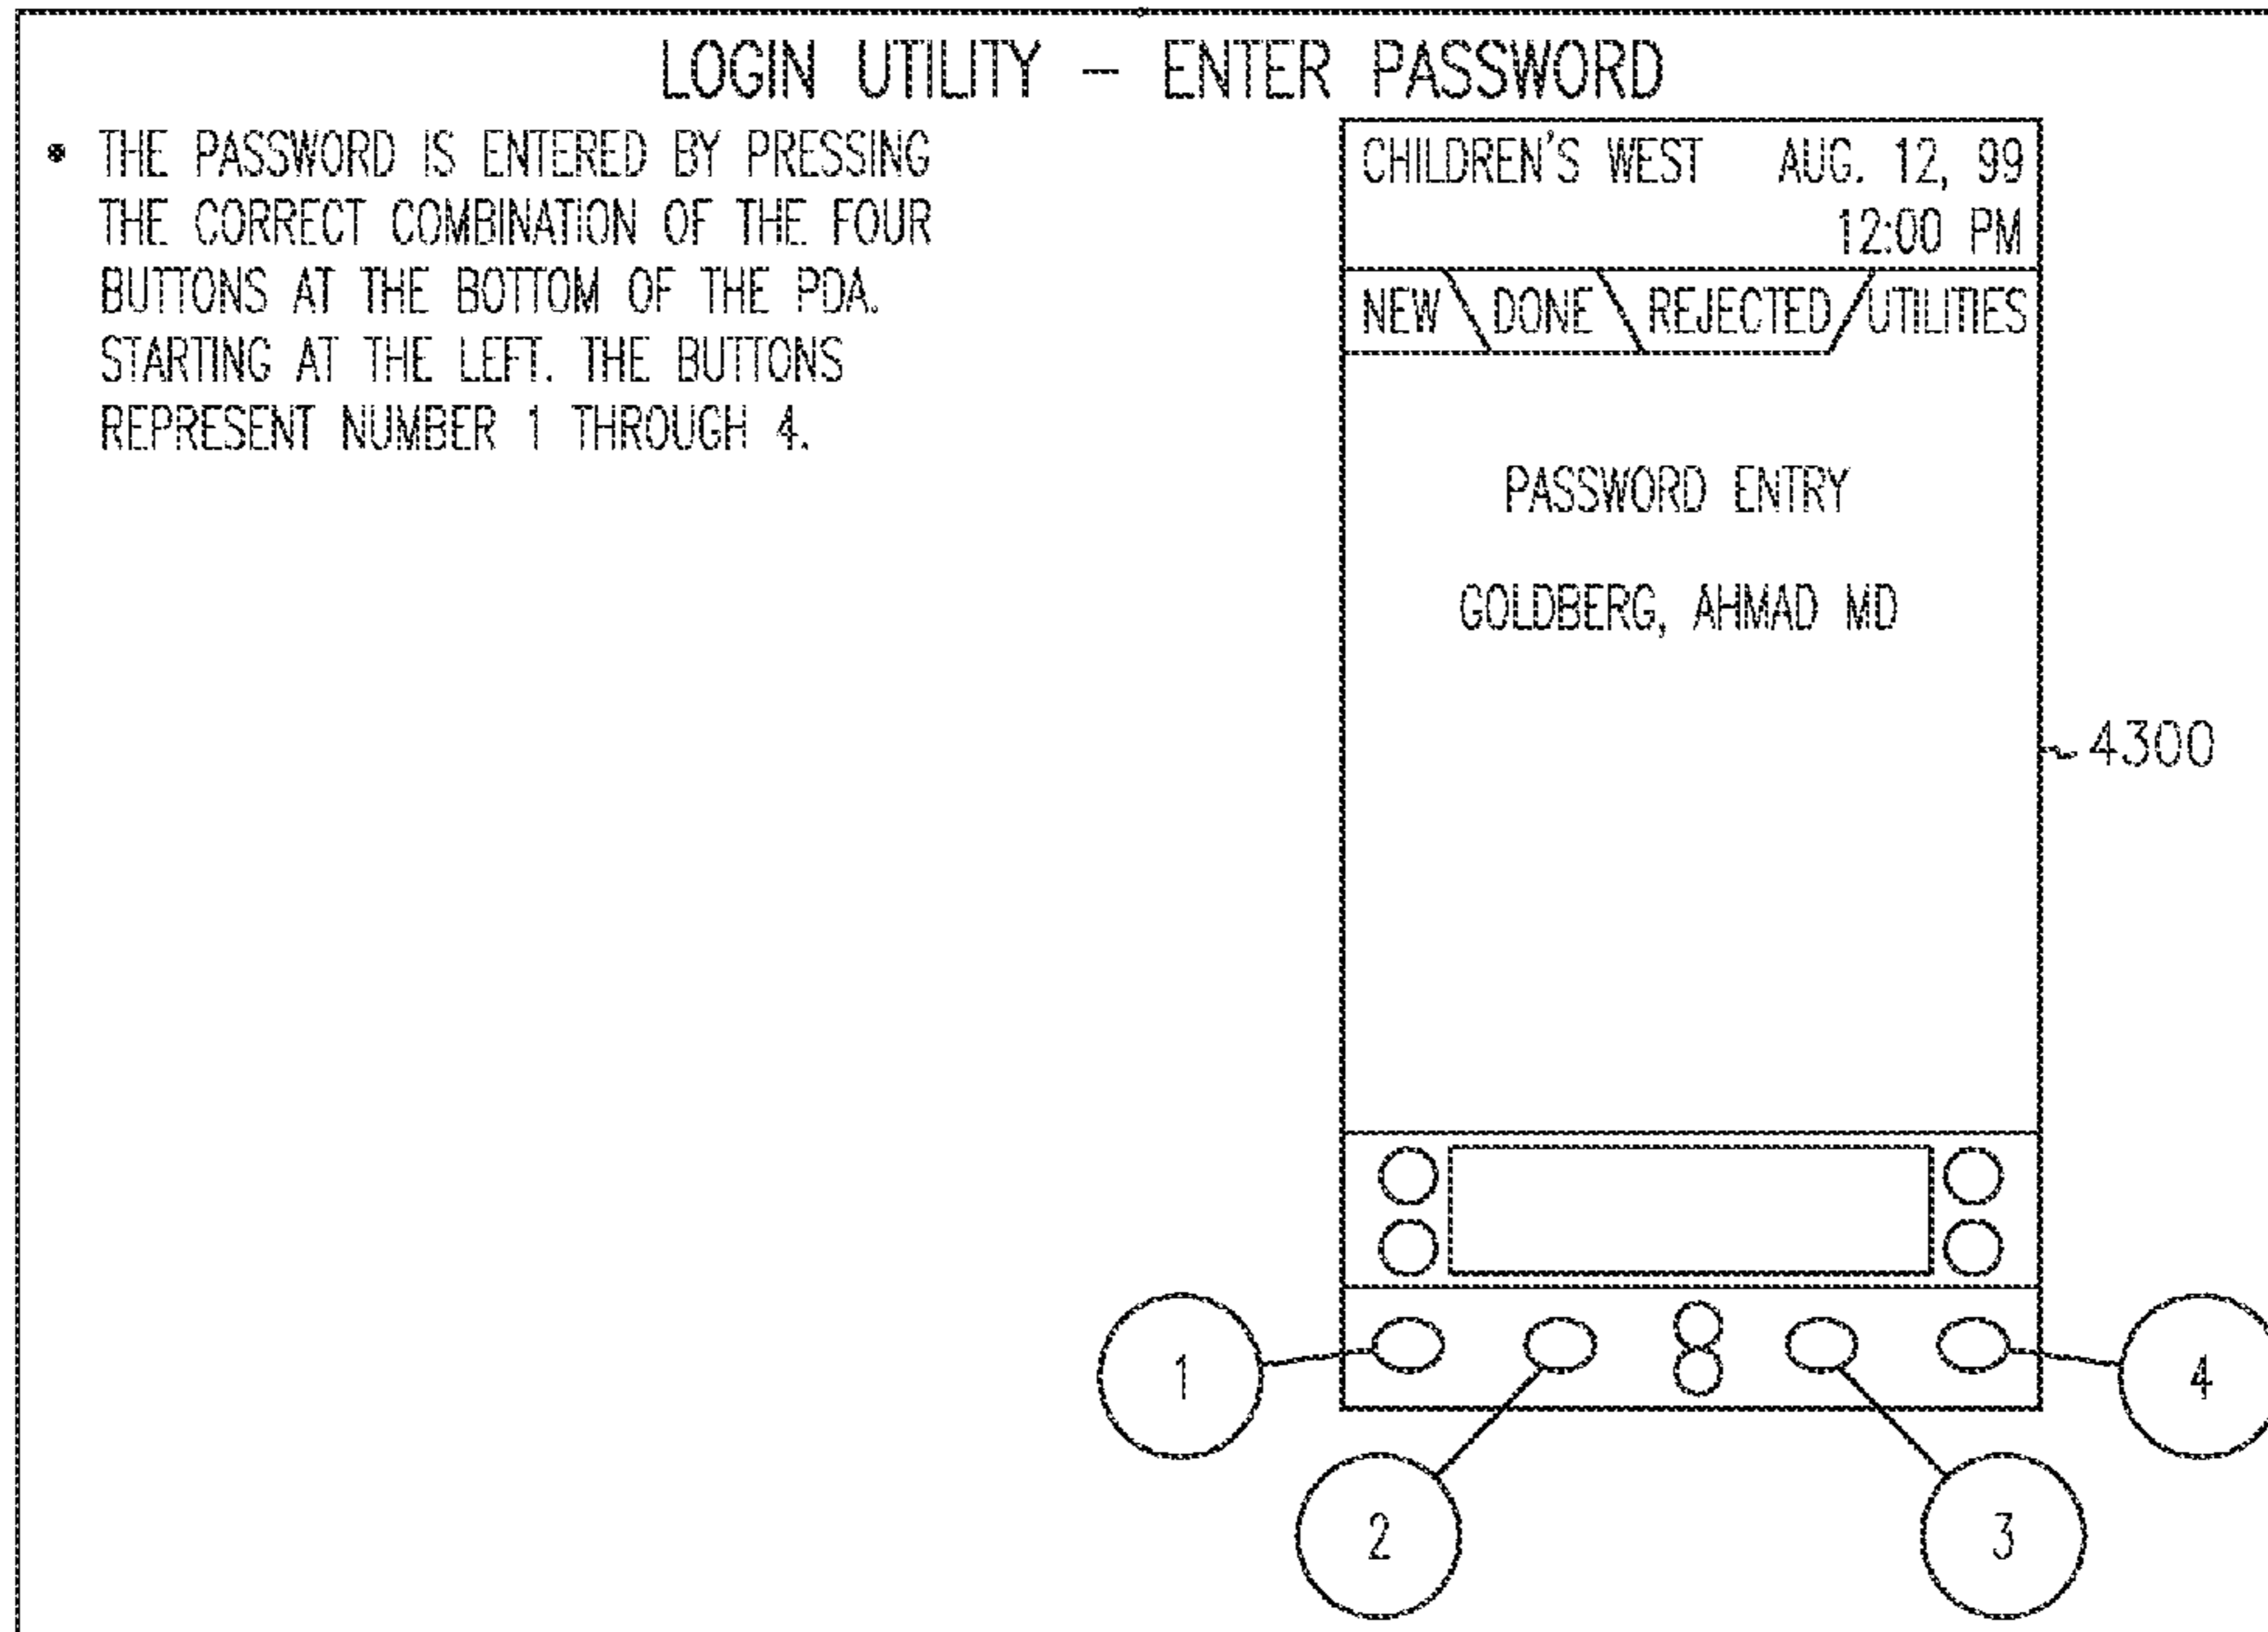 LOGIN UTILITY – ENTER PASSWORD
• THE PASSWORD IS ENTERED BY PRESSING
THE CORRECT COMBINATION OF THE FOUR
BUTTONS AT THE BOTTOM OF THE PDA.
STARTING AT THE LEFT. THE BUTTONS
REPRESENT NUMBER 1 THROUGH 4.
CHILDREN'S WEST AUG. 12, 99
12:00 PM
NEW DONE REJECTED UTILITIES
PASSWORD ENTRY
GOLDBERG, AHMAD MD
4300
1
4
2
3